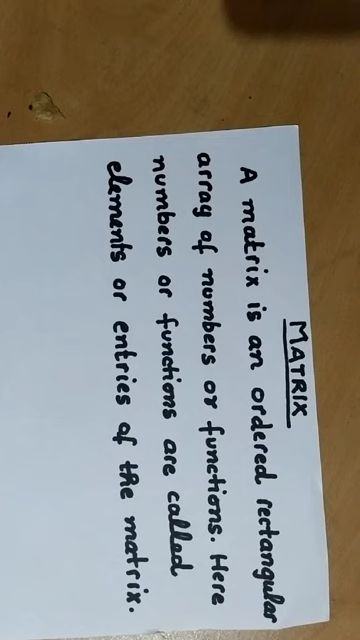 MATRIX
A matrix is an ordered rectangular
array of numbers or functions. Here
numbers or functions are called
elements or entries of the matrix.